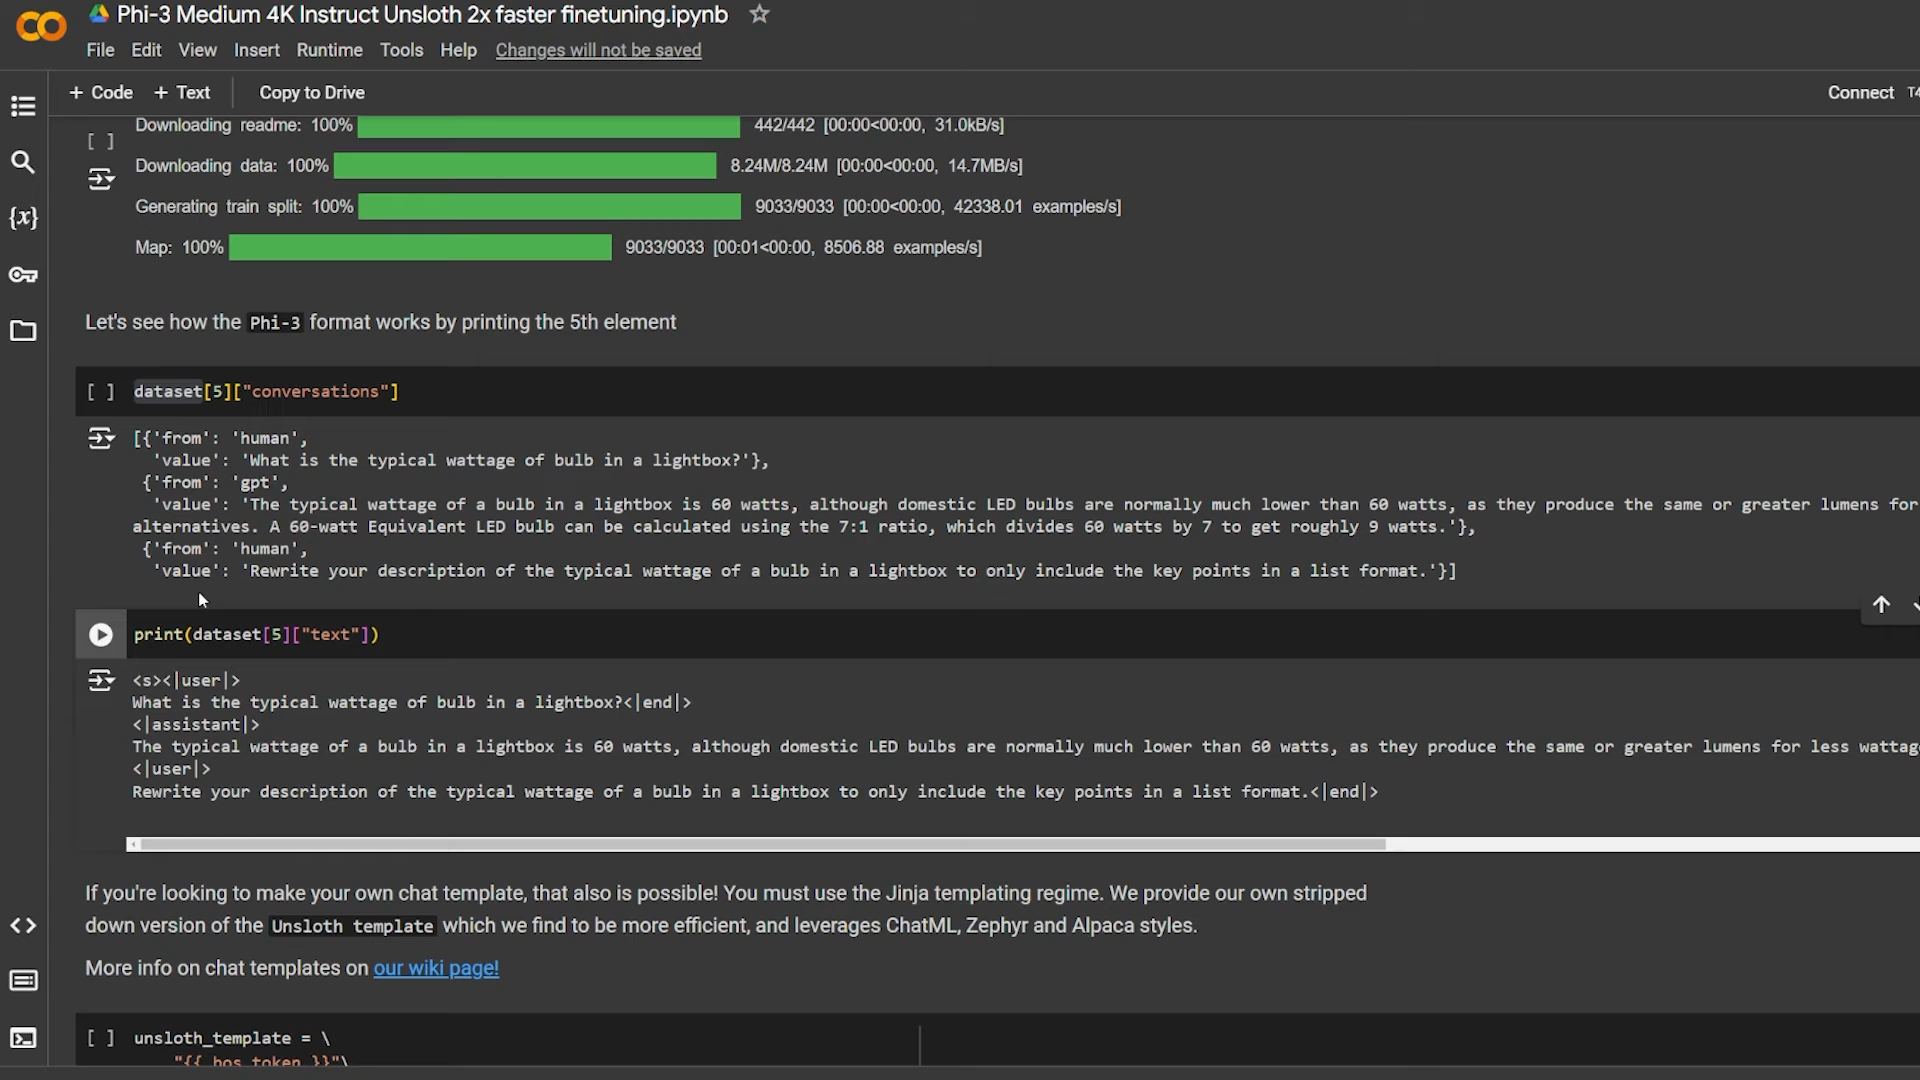 Phi-3 Medium 4K Instruct Unsloth 2x faster finetuning.ipynb
File Edit View Insert Runtime Tools Help Changes will not be saved
+ Code + Text Copy to Drive Connect T4
[ ] Downloading readme: 100% 442/442 [00:00<00:00, 31.0kB/s]
Downloading data: 100% 8.24M/8.24M [00:00<00:00, 14.7MB/s]
Generating train split: 100% 9033/9033 [00:00<00:00, 42338.01 examples/s]
Map: 100% 9033/9033 [00:01<00:00, 8506.88 examples/s]
Let's see how the Phi-3 format works by printing the 5th element
[ ] dataset[5]["conversations"]
[{'from': 'human',
'value': 'What is the typical wattage of bulb in a lightbox?'},
{'from': 'gpt',
'value': 'The typical wattage of a bulb in a lightbox is 60 watts, although domestic LED bulbs are normally much lower than 60 watts, as they produce the same or greater lumens for
alternatives. A 60-watt Equivalent LED bulb can be calculated using the 7:1 ratio, which divides 60 watts by 7 to get roughly 9 watts.'},
{'from': 'human',
'value': 'Rewrite your description of the typical wattage of a bulb in a lightbox to only include the key points in a list format.'}]
print(dataset[5]["text"])
<s><|user|>
What is the typical wattage of bulb in a lightbox?<|end|>
<|assistant|>
The typical wattage of a bulb in a lightbox is 60 watts, although domestic LED bulbs are normally much lower than 60 watts, as they produce the same or greater lumens for less wattag
<|user|>
Rewrite your description of the typical wattage of a bulb in a lightbox to only include the key points in a list format.<|end|>
If you're looking to make your own chat template, that also is possible! You must use the Jinja templating regime. We provide our own stripped
down version of the Unsloth template which we find to be more efficient, and leverages ChatML, Zephyr and Alpaca styles.
More info on chat templates on our wiki page!
[ ] unsloth_template = \
"{{ bos_token }}"\